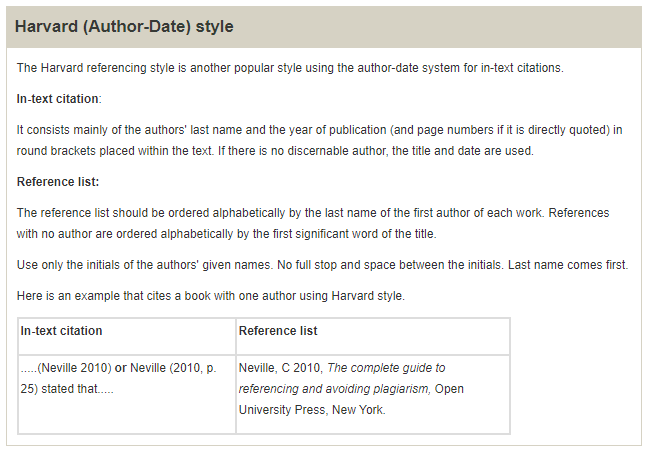 Harvard (Author-Date) style
The Harvard referencing style is another popular style using the author-date system for in-text citations.
In-text citation:
It consists mainly of the authors' last name and the year of publication (and page numbers if it is directly quoted) in
round brackets placed within the text. If there is no discernable author, the title and date are used.
Reference list:
The reference list should be ordered alphabetically by the last name of the first author of each work. References
with no author are ordered alphabetically by the first significant word of the title.
Use only the initials of the authors' given names. No full stop and space between the initials. Last name comes first.
Here is an example that cites a book with one author using Harvard style.
In-text citation
.....(Neville 2010) or Neville (2010, p.
25) stated that.....
Reference list
Neville, C 2010, The complete guide to
referencing and avoiding plagiarism, Open
University Press, New York.